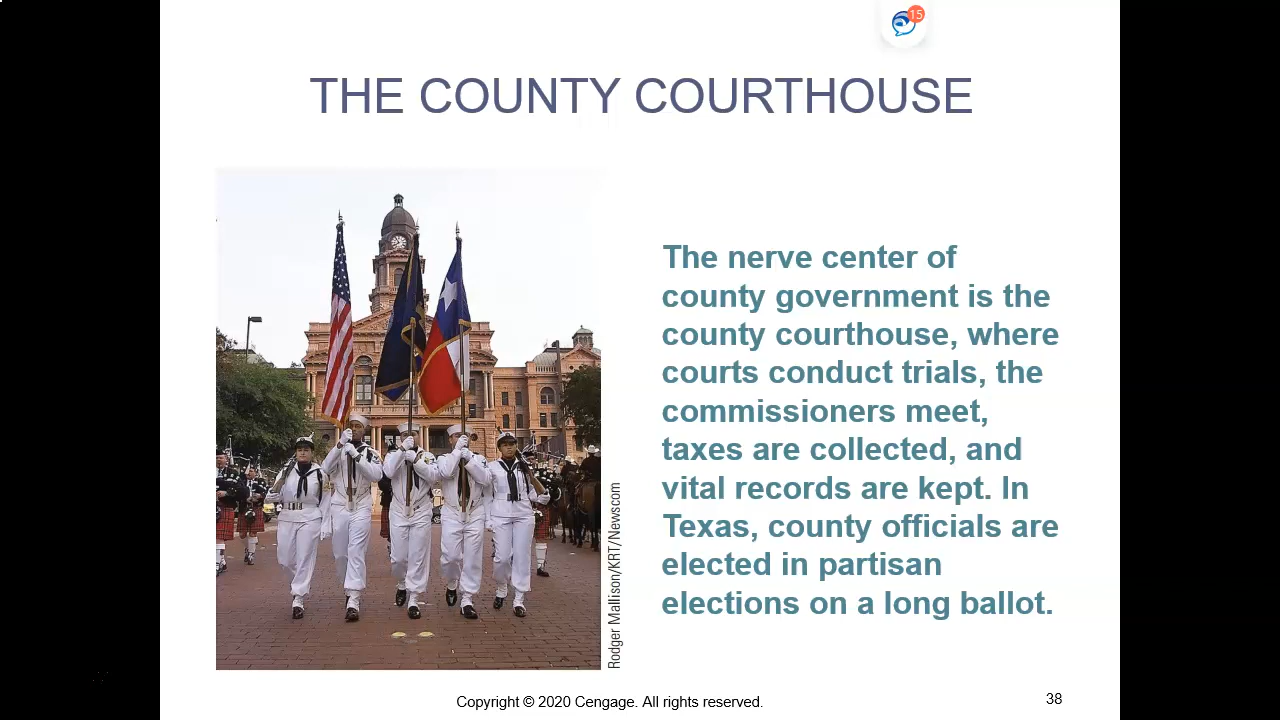 15
THE COUNTY COURTHOUSE
The nerve center of
county government is the
county courthouse, where
courts conduct trials, the
commissioners meet,
taxes are collected, and
vital records are kept. In
Texas, county officials are
elected in partisan
elections on a long ballot.
Rodger Mallison/KRT/Newscom
Copyright © 2020 Cengage. All rights reserved.
38